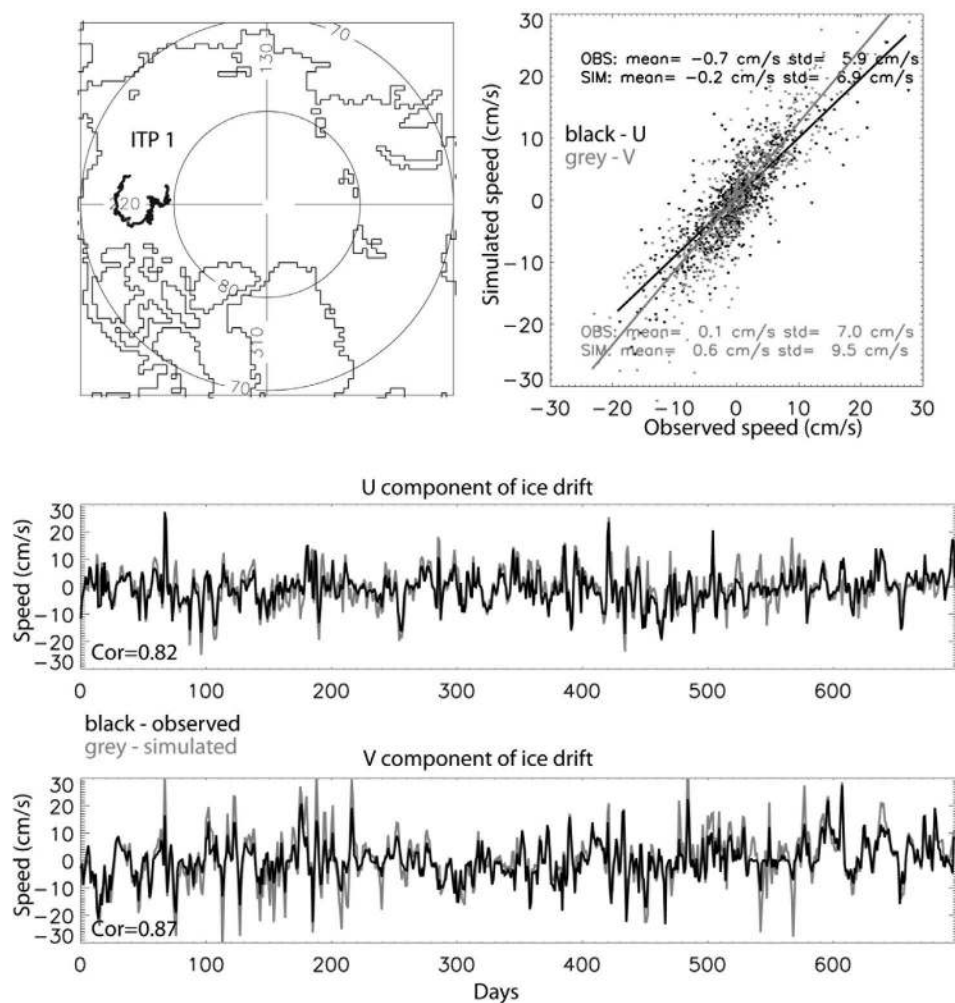 70
130
ITP 1
220
80
310
70
30
20
10
0
−10
−20
−30
Simulated speed (cm/s)
OBS: mean= −0.7 cm/s std= 5.9 cm/s
SIM: mean= −0.2 cm/s std= 6.9 cm/s
black - U
grey - V
OBS: mean= 0.1 cm/s std= 7.0 cm/s
SIM: mean= 0.6 cm/s std= 9.5 cm/s
−30 −20 −10 0 10 20 30
Observed speed (cm/s)
U component of ice drift
Speed (cm/s)
30
20
10
0
−10
−20
−30
Cor=0.82
0 100 200 300 400 500 600
black - observed
grey - simulated
V component of ice drift
Speed (cm/s)
30
20
10
0
−10
−20
−30
Cor=0.87
0 100 200 300 400 500 600
Days